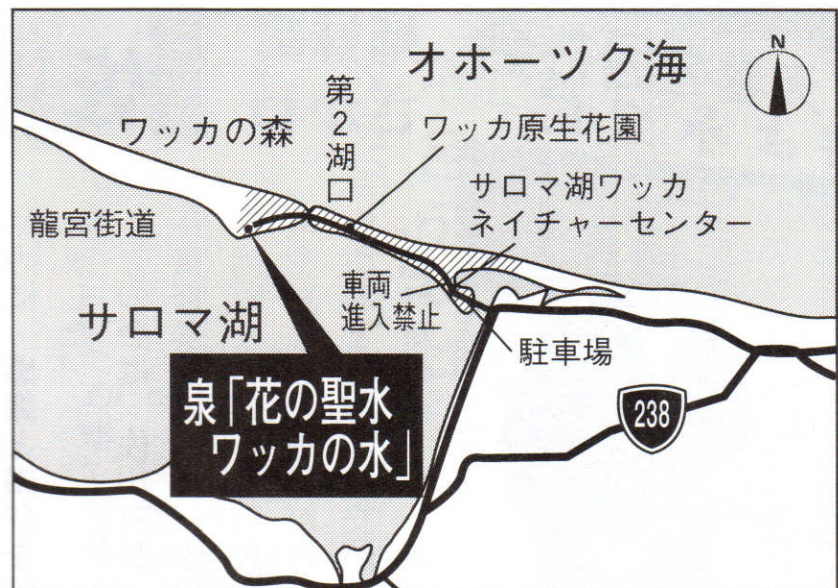 オホーツク海
N
第2湖口
ワッカの森
ワッカ原生花園
サロマ湖ワッカ
ネイチャーセンター
龍宮街道
車両
進入禁止
サロマ湖
駐車場
泉「花の聖水
ワッカの水」
238